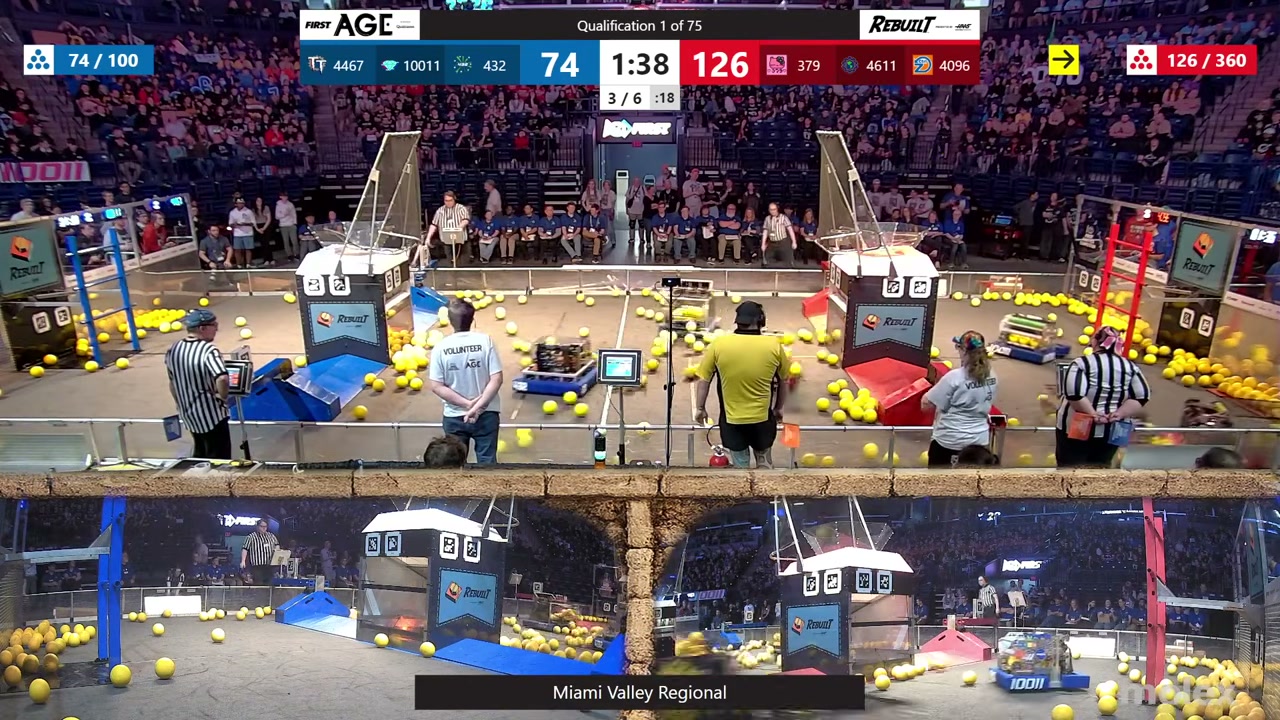 FIRST AGE
Qualification 1 of 75
REBUILT
74 / 100
4467
10011
432
74
1:38
126
379
4611
4096
126 / 360
3 / 6
:18
10011
REBUILT
REBUILT
REBUILT
REBUILT
VOLUNTEER
AGE
VOLUNTEER
REBUILT
REBUILT
10011
Miami Valley Regional
molex